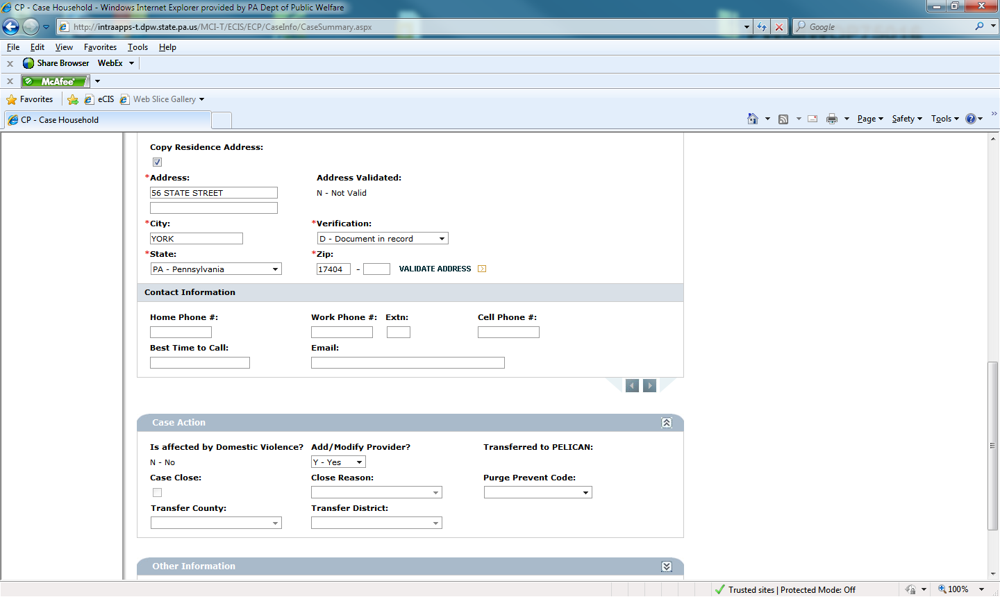 CP - Case Household - Windows Internet Explorer provided by PA Dept of Public Welfare
http://intraapps-t.dpw.state.pa.us/MCI-T/ECIS/ECP/CaseInfo/CaseSummary.aspx
Google
File Edit View Favorites Tools Help
x Share Browser WebEx
x McAfee
Favorites eCIS Web Slice Gallery
CP - Case Household
Page Safety Tools
Copy Residence Address:
*Address: Address Validated:
56 STATE STREET N - Not Valid
*City: *Verification:
YORK D - Document in record
*State: *Zip:
PA - Pennsylvania 17404 - VALIDATE ADDRESS
Contact Information
Home Phone #: Work Phone #: Extn: Cell Phone #:
Best Time to Call: Email:
Case Action
Is affected by Domestic Violence? Add/Modify Provider? Transferred to PELICAN:
N - No Y - Yes
Case Close: Close Reason: Purge Prevent Code:
Transfer County: Transfer District:
Other Information
Trusted sites | Protected Mode: Off 100%